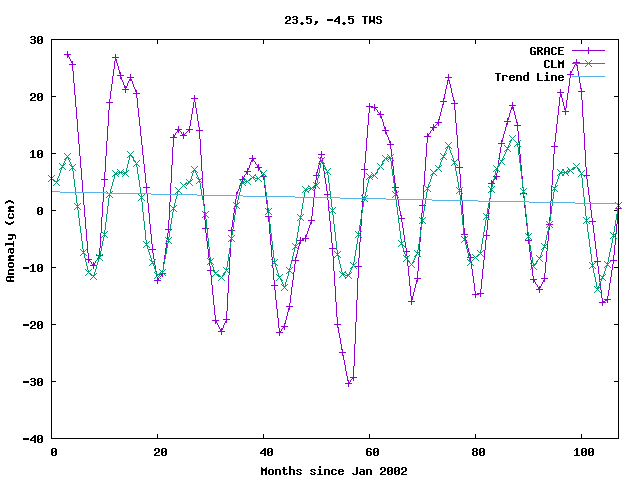 23.5, -4.5 TWS
GRACE
CLM
Trend Line
30
20
10
0
-10
-20
-30
-40
Anomaly (cm)
0 20 40 60 80 100
Months since Jan 2002